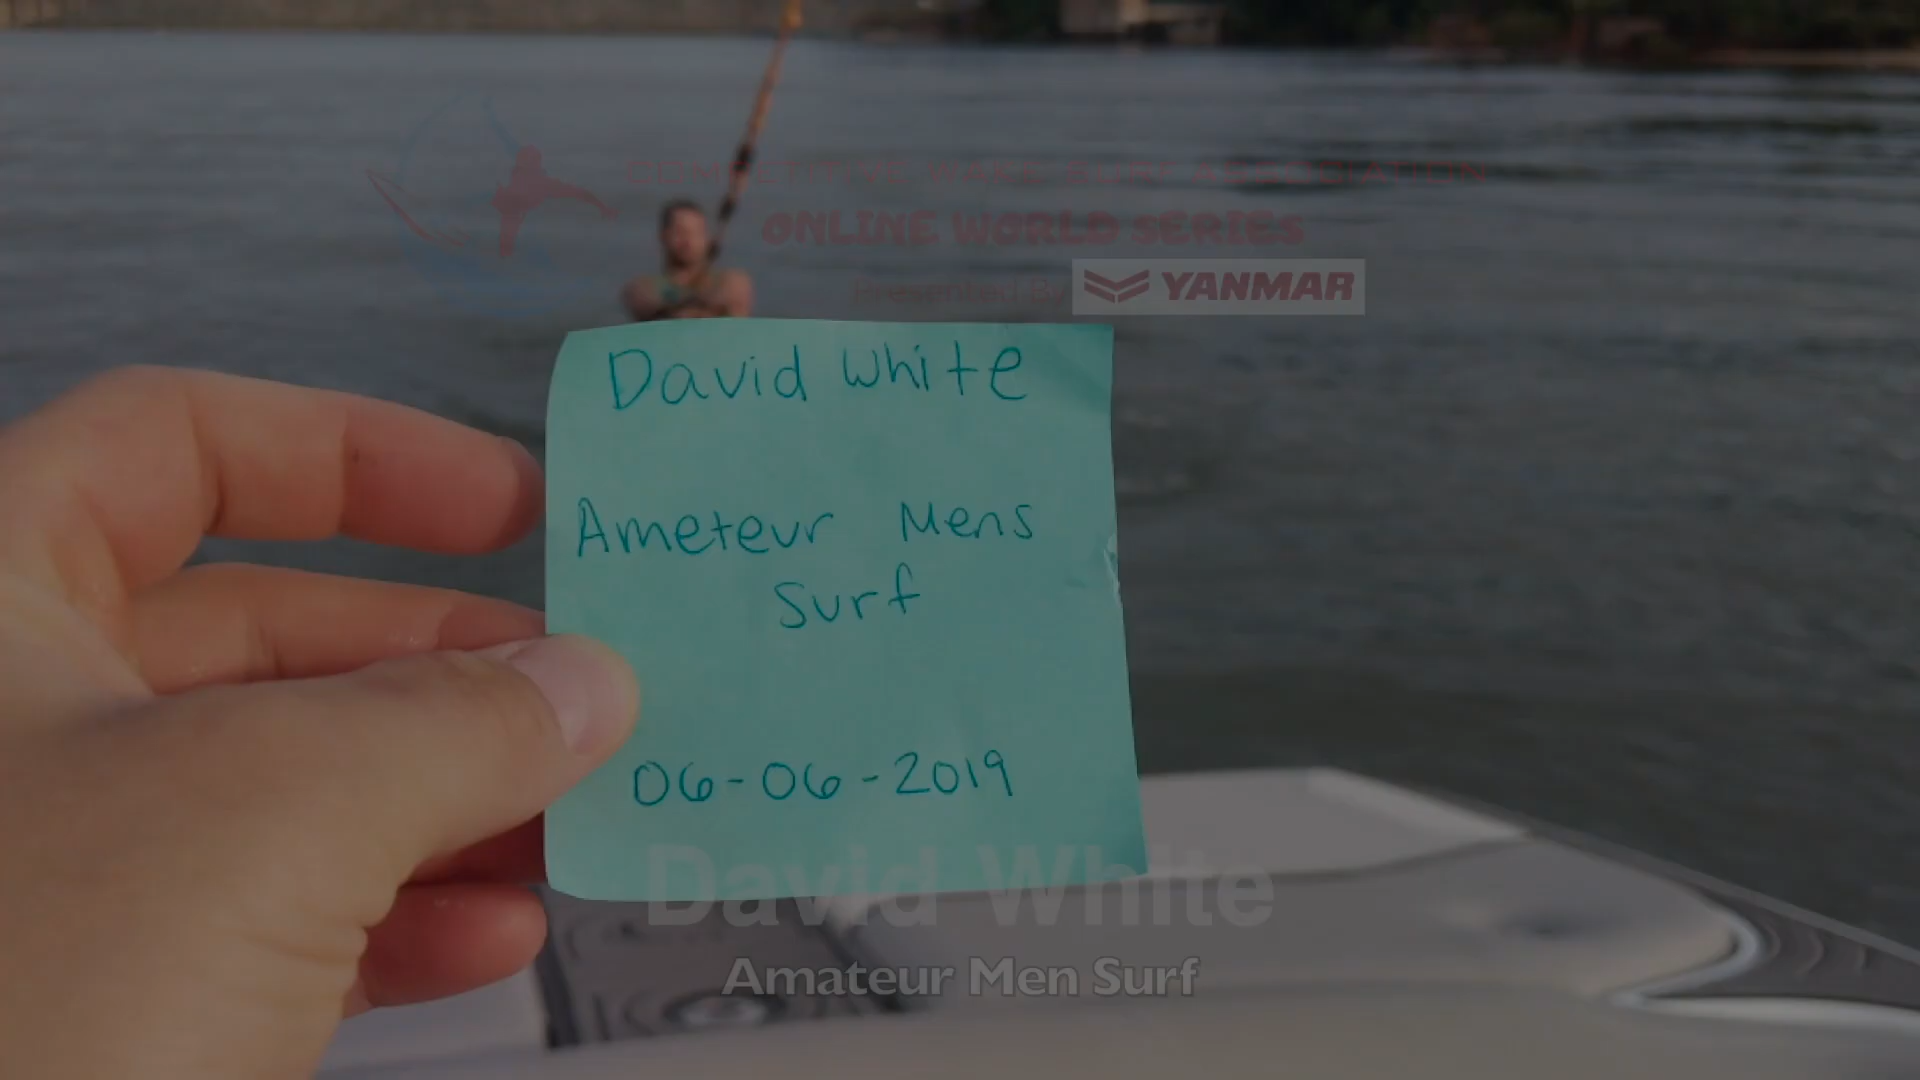 COMPETITIVE WAKE SURF ASSOCIATION
ONLINE WORLD SERIES
Presented By YANMAR
David White
Ameteur Mens
Surf
06-06-2019
David White
Amateur Men Surf